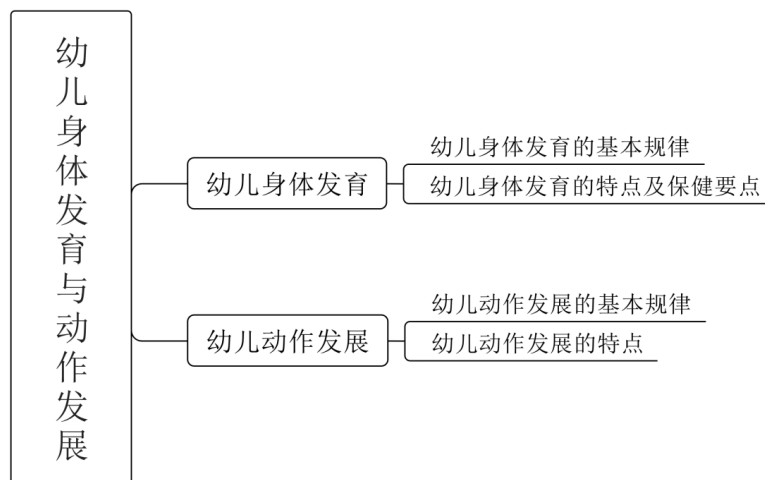 幼儿身体发育与动作发展
幼儿身体发育
幼儿身体发育的基本规律
幼儿身体发育的特点及保健要点
幼儿动作发展
幼儿动作发展的基本规律
幼儿动作发展的特点